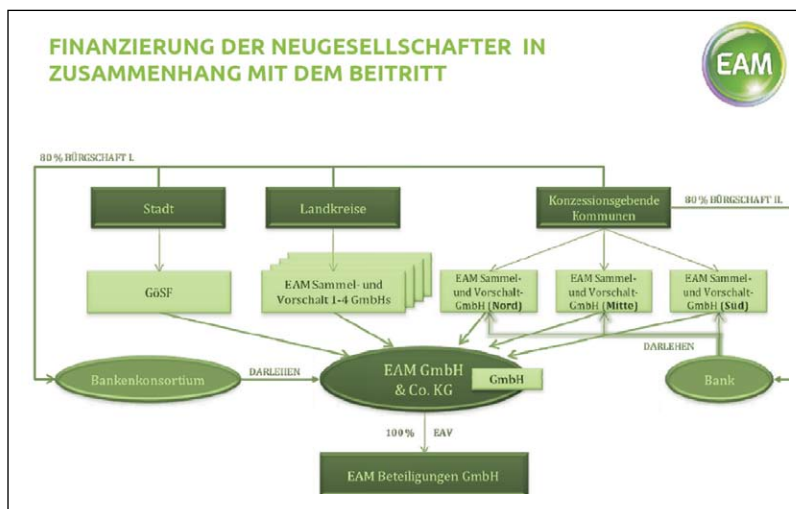 FINANZIERUNG DER NEUGESELLSCHAFTER IN
ZUSAMMENHANG MIT DEM BEITRITT
EAM
80 % BÜRGSCHAFT I.
Stadt
Landkreise
Konzessionsgebende
Kommunen
80 % BÜRGSCHAFT II.
GöSF
EAM Sammel- und
Vorschalt 1-4 GmbHs
EAM Sammel-
und Vorschalt-
GmbH (Nord)
EAM Sammel-
und Vorschalt-
GmbH (Mitte)
EAM Sammel-
und Vorschalt-
GmbH (Süd)
Bankenkonsortium
DARLEHEN
EAM GmbH
& Co. KG
GmbH
DARLEHEN
Bank
100 % EAV
EAM Beteiligungen GmbH